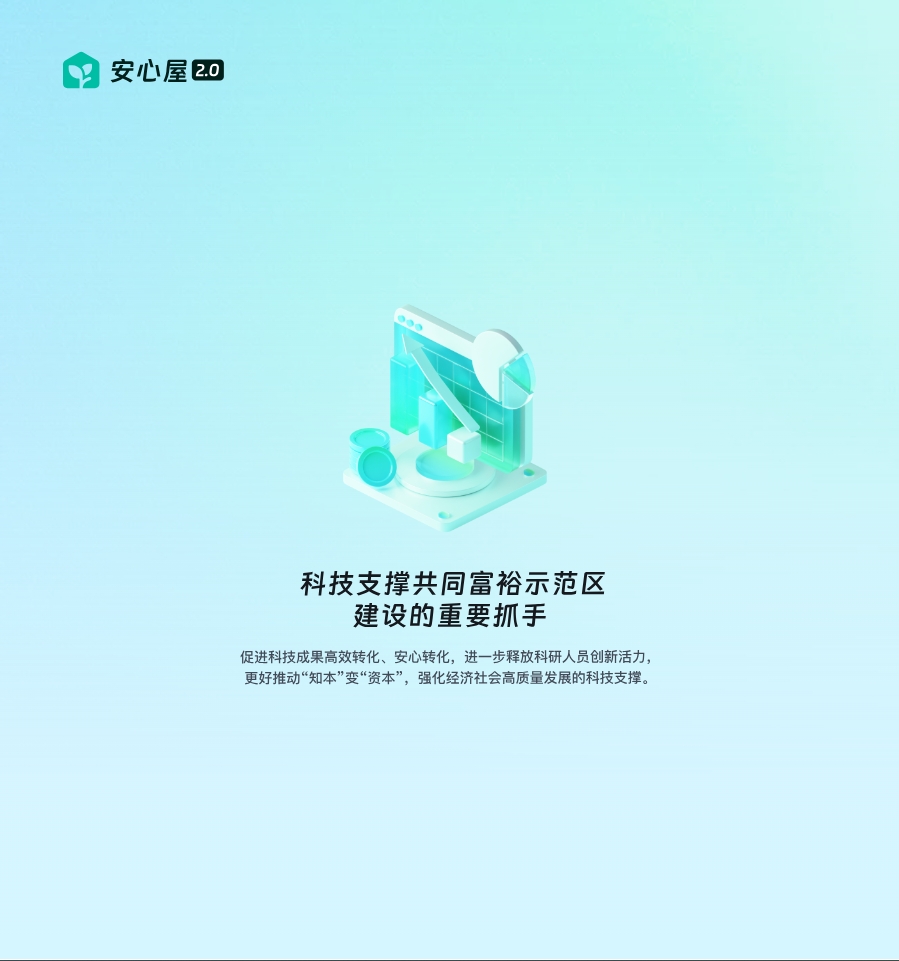 安心屋 2.0
科技支撑共同富裕示范区
建设的重要抓手
促进科技成果高效转化、安心转化，进一步释放科研人员创新活力，
更好推动“知本”变“资本”，强化经济社会高质量发展的科技支撑。